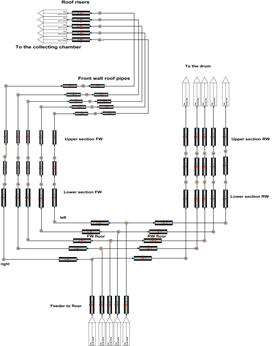 Roof risers
To the collecting chamber
To the drum
Front wall roof pipes
Upper section FW
Upper section RW
Lower section FW
Lower section RW
left
FW floor
RW floor
right
Feeder to floor